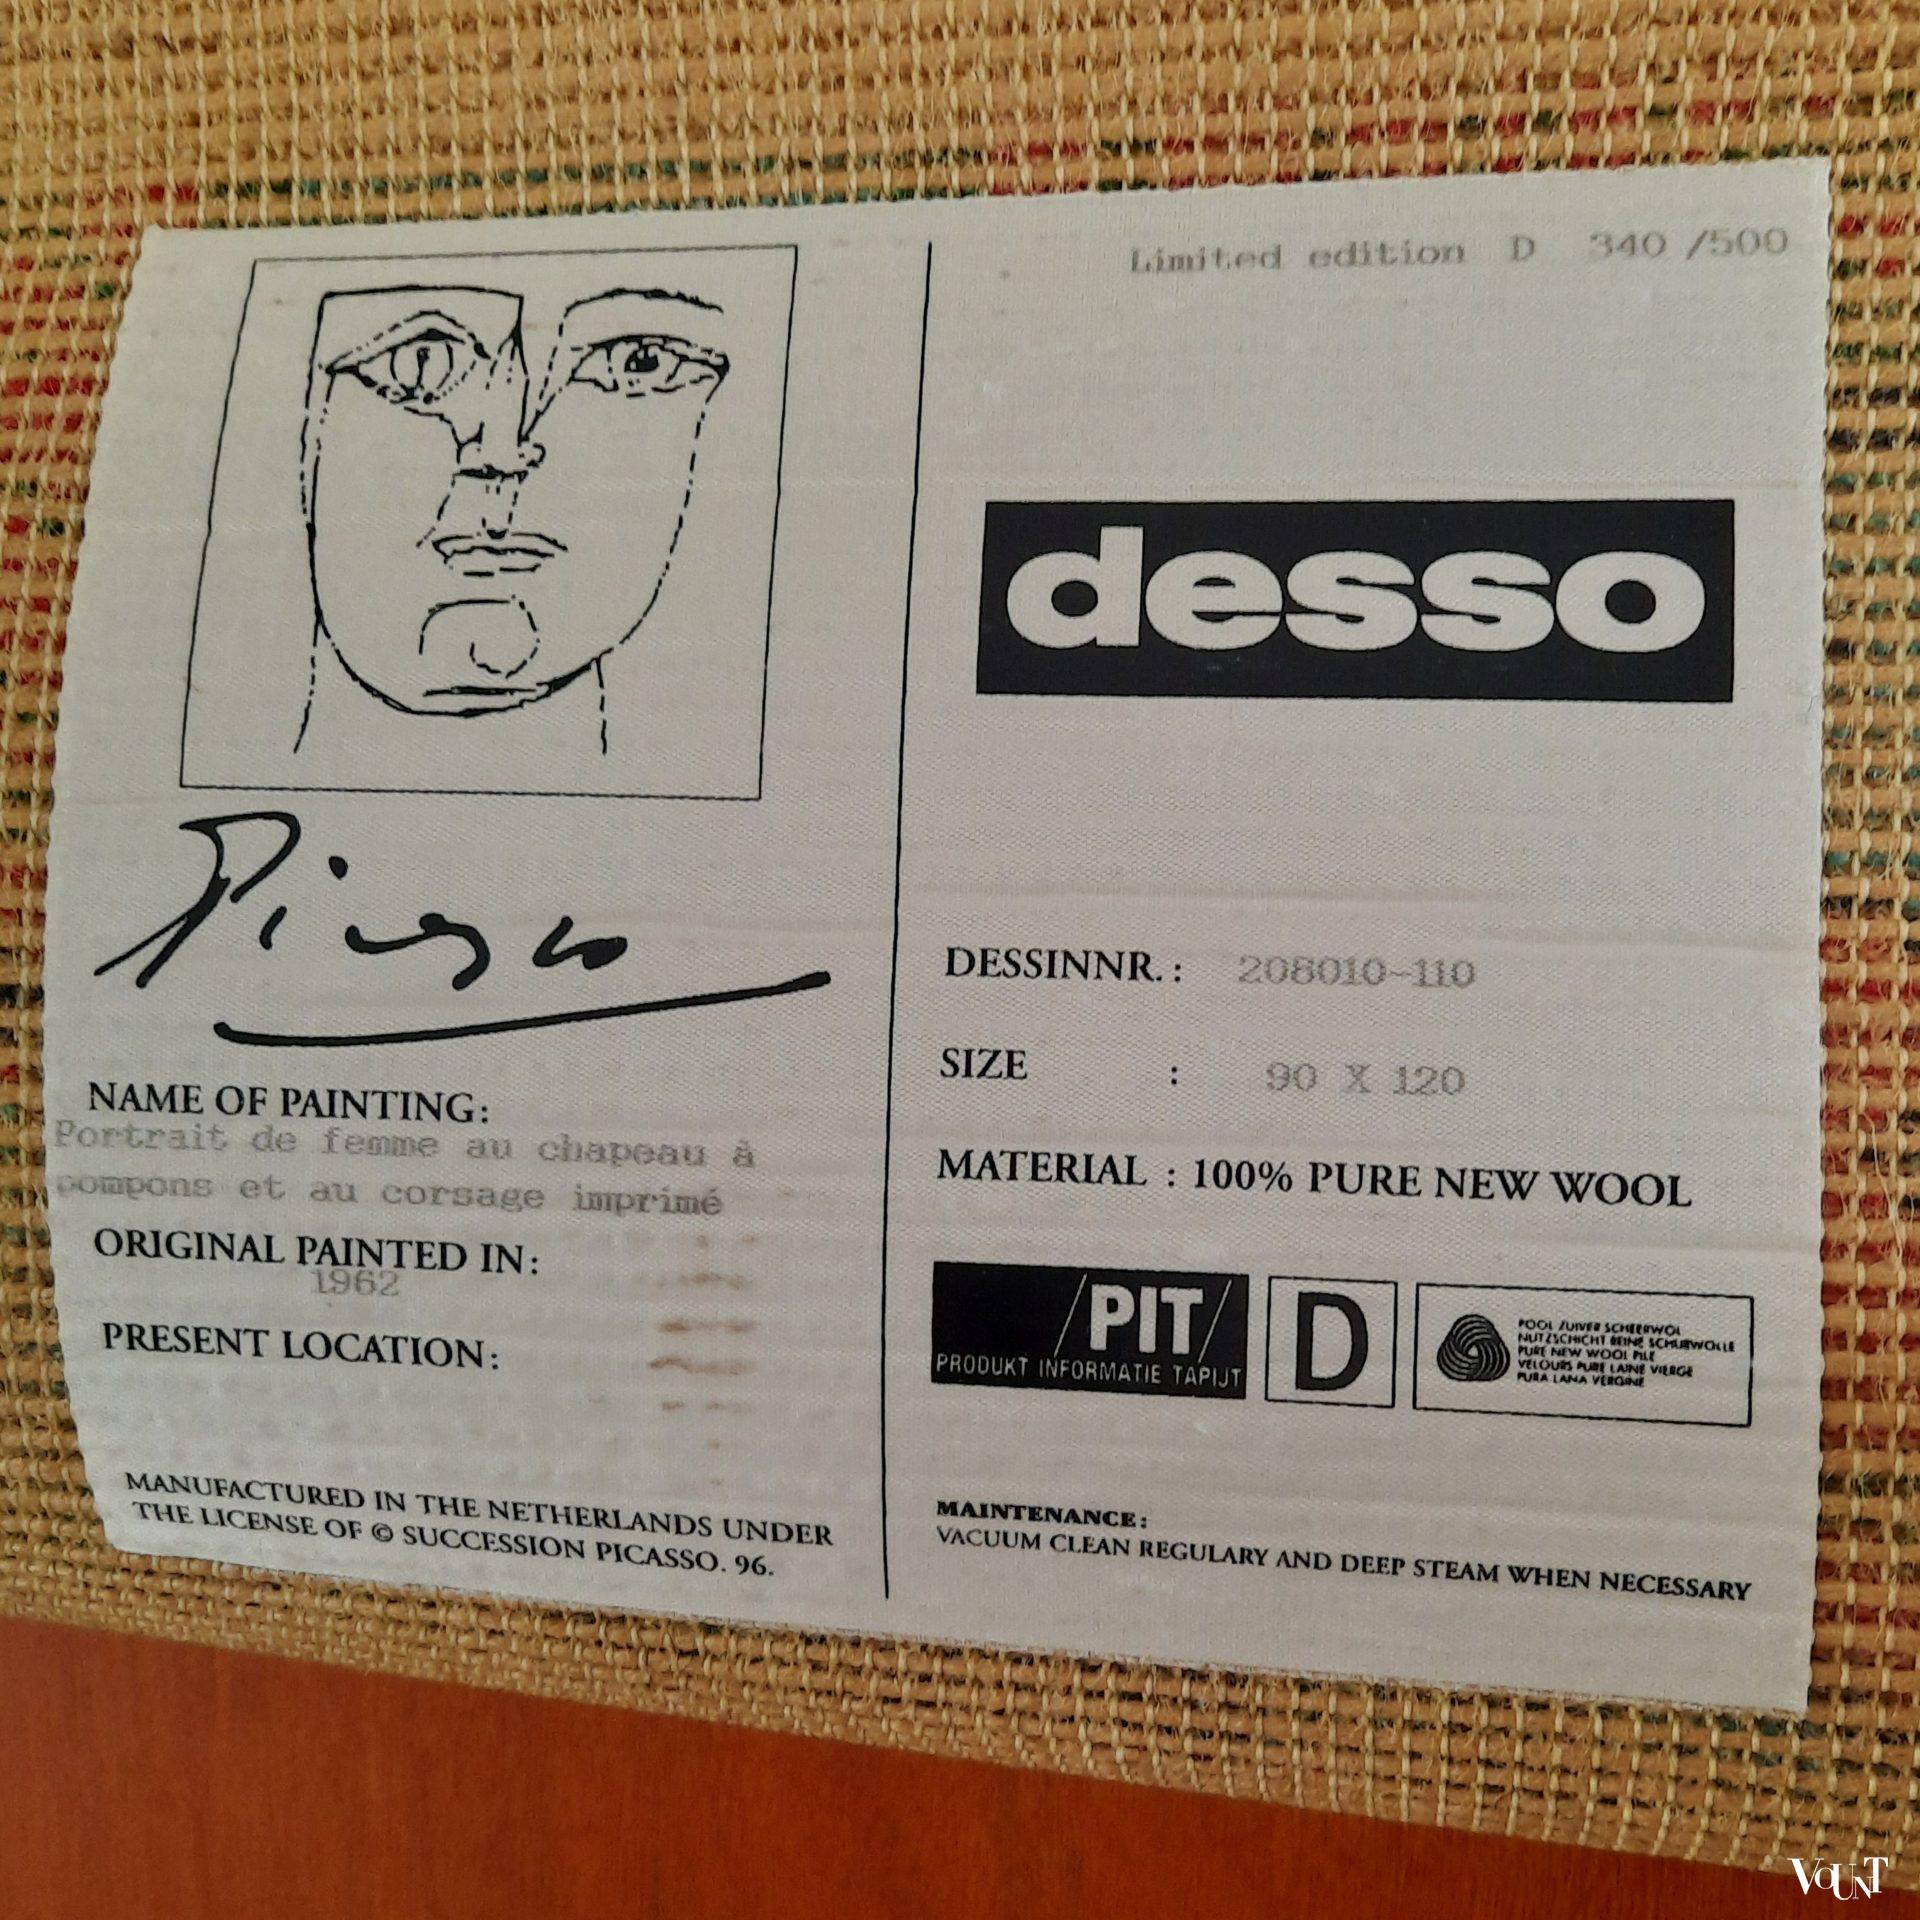 Limited edition D 340 /500
Picasso
NAME OF PAINTING:
Portrait de femme au chapeau à
pompons et au corsage imprimé
ORIGINAL PAINTED IN:
1962
PRESENT LOCATION:
MANUFACTURED IN THE NETHERLANDS UNDER
THE LICENSE OF © SUCCESSION PICASSO. 96.
desso
DESSINNR. : 208010-110
SIZE : 90 X 120
MATERIAL : 100% PURE NEW WOOL
/PIT/
PRODUKT INFORMATIE TAPIJT
D
POOL ZUIVER SCHEERWOL
NUTZSCHICHT REINE SCHURWOLLE
PURE NEW WOOL PILE
VELOURS PURE LAINE VIERGE
PURA LANA VERGINE
MAINTENANCE:
VACUUM CLEAN REGULARY AND DEEP STEAM WHEN NECESSARY
VOUNT